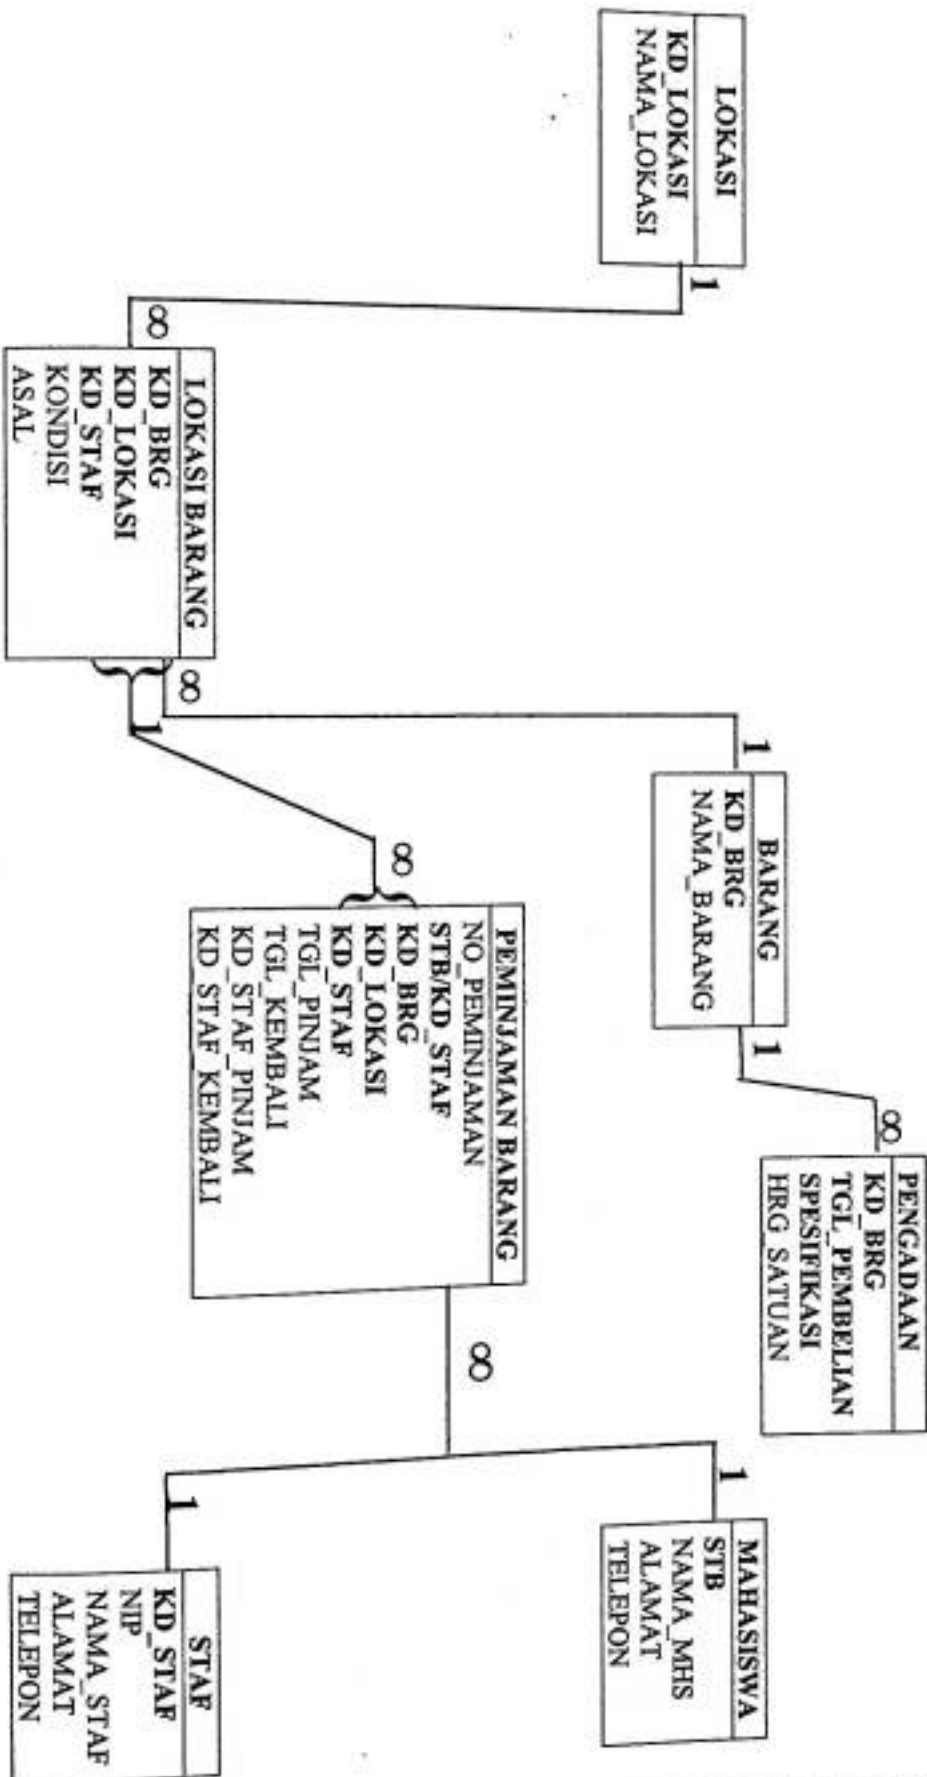 LOKASI
KD_LOKASI
NAMA_LOKASI
1
∞
LOKASI BARANG
KD_BRG
KD_LOKASI
KD_STAF
KONDISI
ASAL
∞
1
1
BARANG
KD_BRG
NAMA_BARANG
1
∞
PENGADAAN
KD_BRG
TGL_PEMBELIAN
SPESIFIKASI
HRG_SATUAN
∞
PEMINJAMAN BARANG
NO_PEMINJAMAN
STB/KD_STAF
KD_BRG
KD_LOKASI
KD_STAF
TGL_PINJAM
TGL_KEMBALI
KD_STAF_PINJAM
KD_STAF_KEMBALI
∞
1
MAHASISWA
STB
NAMA_MHS
ALAMAT
TELEPON
1
STAF
KD_STAF
NIP
NAMA_STAF
ALAMAT
TELEPON